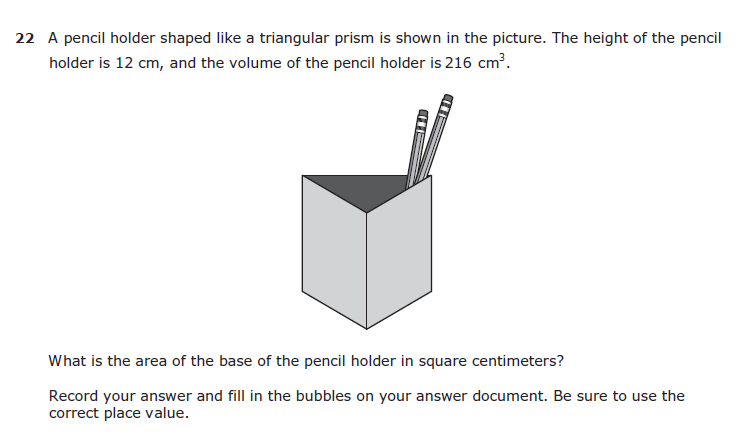 22 A pencil holder shaped like a triangular prism is shown in the picture. The height of the pencil
holder is 12 cm, and the volume of the pencil holder is 216 cm³.
What is the area of the base of the pencil holder in square centimeters?
Record your answer and fill in the bubbles on your answer document. Be sure to use the
correct place value.